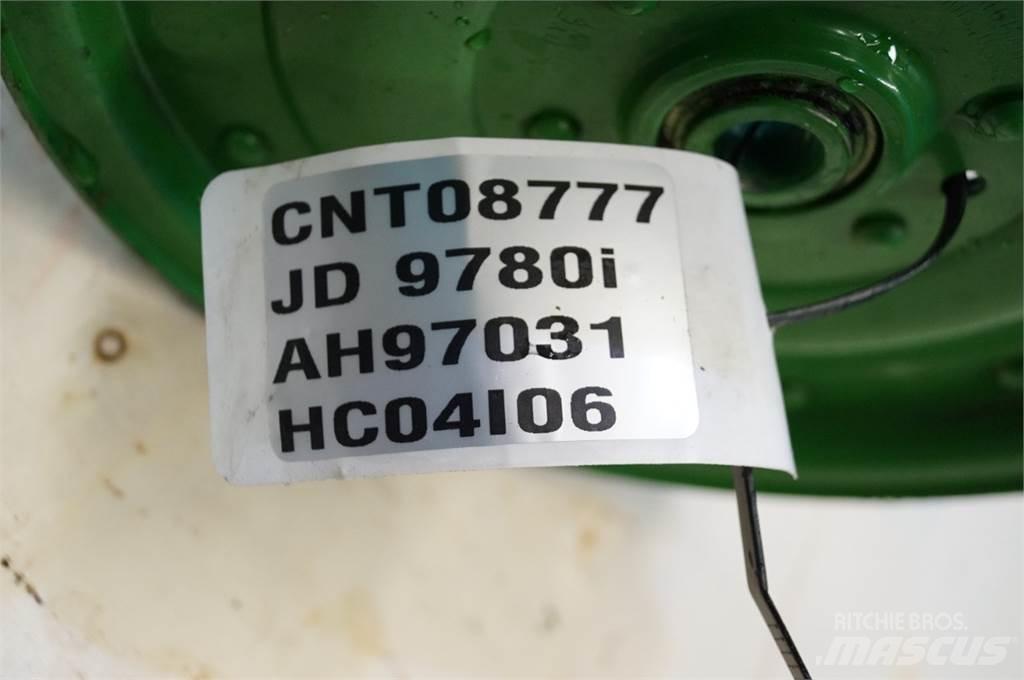 CNT08777
JD 9780i
AH97031
HC04I06
RITCHIE BROS.
MASCUS